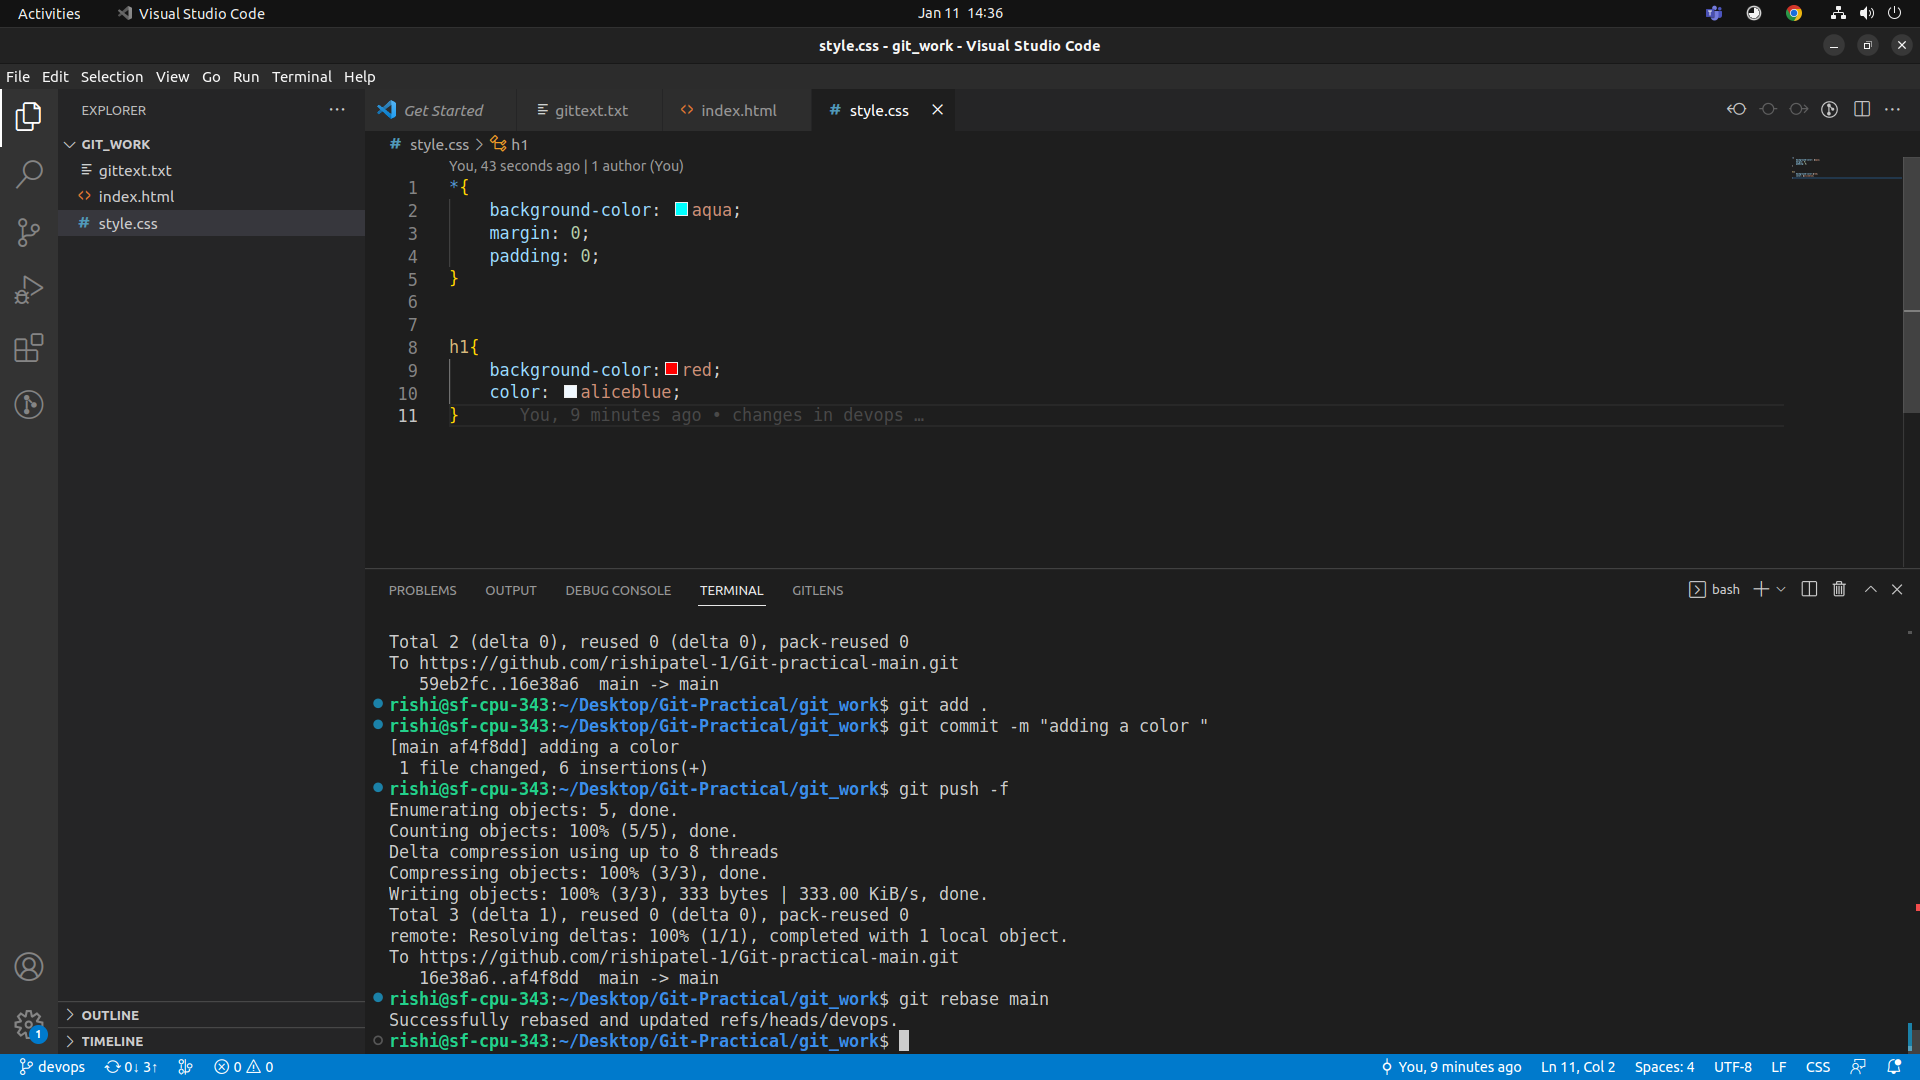 Activities Visual Studio Code Jan 11 14:36
style.css - git_work - Visual Studio Code
File Edit Selection View Go Run Terminal Help
EXPLORER
GIT_WORK
gittext.txt
index.html
style.css
OUTLINE
TIMELINE
Get Started gittext.txt index.html # style.css
# style.css > h1
You, 43 seconds ago | 1 author (You)
1 *{
2 background-color: aqua;
3 margin: 0;
4 padding: 0;
5 }
6
7
8 h1{
9 background-color: red;
10 color: aliceblue;
11 } You, 9 minutes ago • changes in devops …
PROBLEMS OUTPUT DEBUG CONSOLE TERMINAL GITLENS bash
Total 2 (delta 0), reused 0 (delta 0), pack-reused 0
To https://github.com/rishipatel-1/Git-practical-main.git
59eb2fc..16e38a6 main -> main
rishi@sf-cpu-343:~/Desktop/Git-Practical/git_work$ git add .
rishi@sf-cpu-343:~/Desktop/Git-Practical/git_work$ git commit -m "adding a color "
[main af4f8dd] adding a color
1 file changed, 6 insertions(+)
rishi@sf-cpu-343:~/Desktop/Git-Practical/git_work$ git push -f
Enumerating objects: 5, done.
Counting objects: 100% (5/5), done.
Delta compression using up to 8 threads
Compressing objects: 100% (3/3), done.
Writing objects: 100% (3/3), 333 bytes | 333.00 KiB/s, done.
Total 3 (delta 1), reused 0 (delta 0), pack-reused 0
remote: Resolving deltas: 100% (1/1), completed with 1 local object.
To https://github.com/rishipatel-1/Git-practical-main.git
16e38a6..af4f8dd main -> main
rishi@sf-cpu-343:~/Desktop/Git-Practical/git_work$ git rebase main
Successfully rebased and updated refs/heads/devops.
rishi@sf-cpu-343:~/Desktop/Git-Practical/git_work$
1
devops 0↓ 3↑ 0 0 You, 9 minutes ago Ln 11, Col 2 Spaces: 4 UTF-8 LF CSS